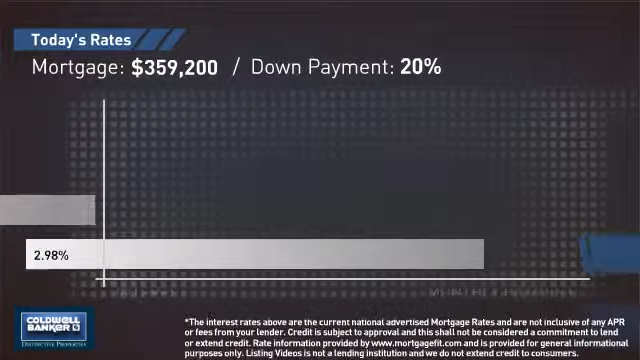 Today's Rates
Mortgage: $359,200 / Down Payment: 20%
2.98%
COLDWELL
BANKER
DISTINCTIVE PROPERTIES
*The interest rates above are the current national advertised Mortgage Rates and are not inclusive of any APR
or fees from your lender. Credit is subject to approval and this shall not be considered a commitment to lend
or extend credit. Rate information provided by www.mortgagefit.com and is provided for general informational
purposes only. Listing Videos is not a lending institution and we do not extend credit to consumers.